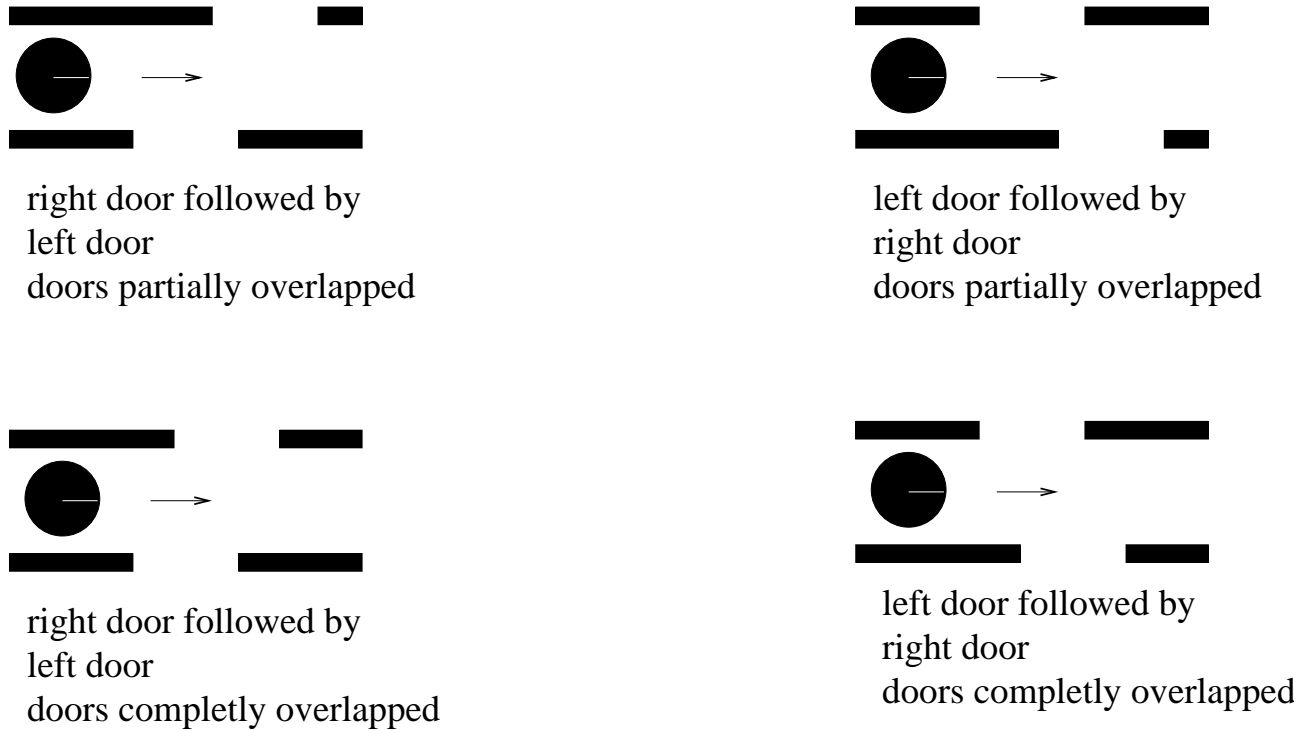 right door followed by
left door
doors partially overlapped
left door followed by
right door
doors partially overlapped
right door followed by
left door
doors completly overlapped
left door followed by
right door
doors completly overlapped